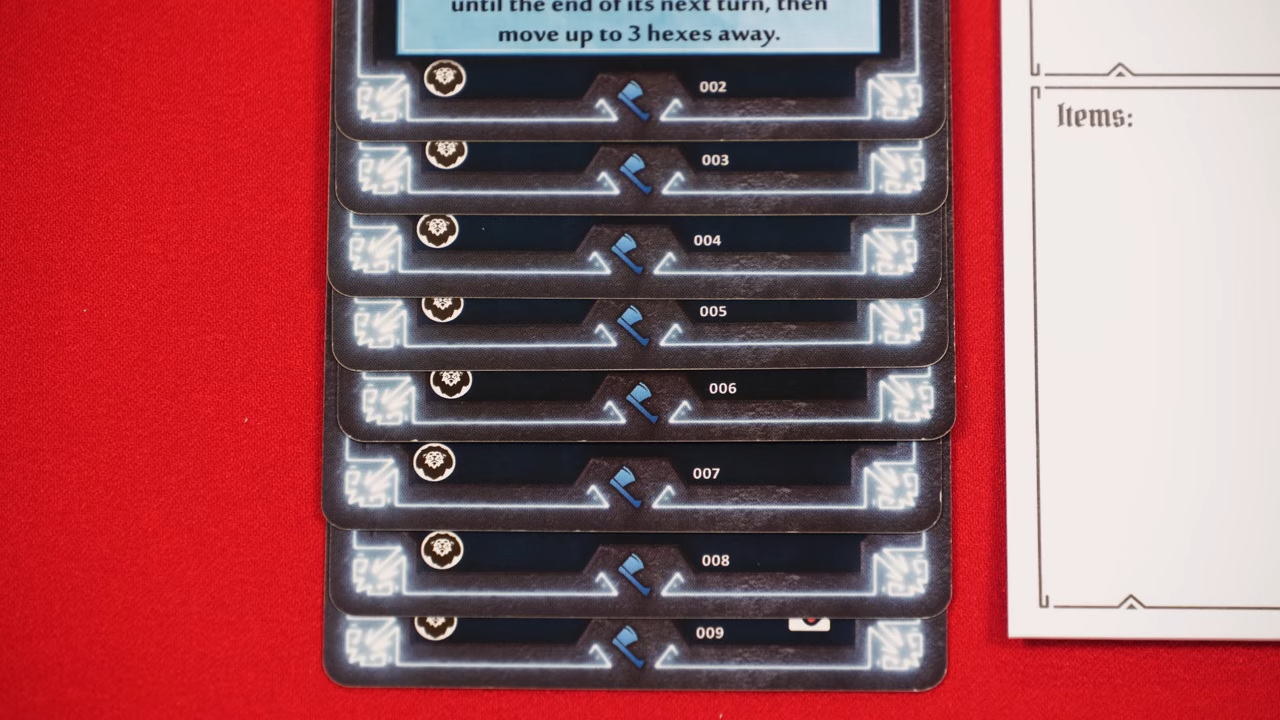 until the end of its next turn, then
move up to 3 hexes away.
002
003
004
005
006
007
008
009
Items: